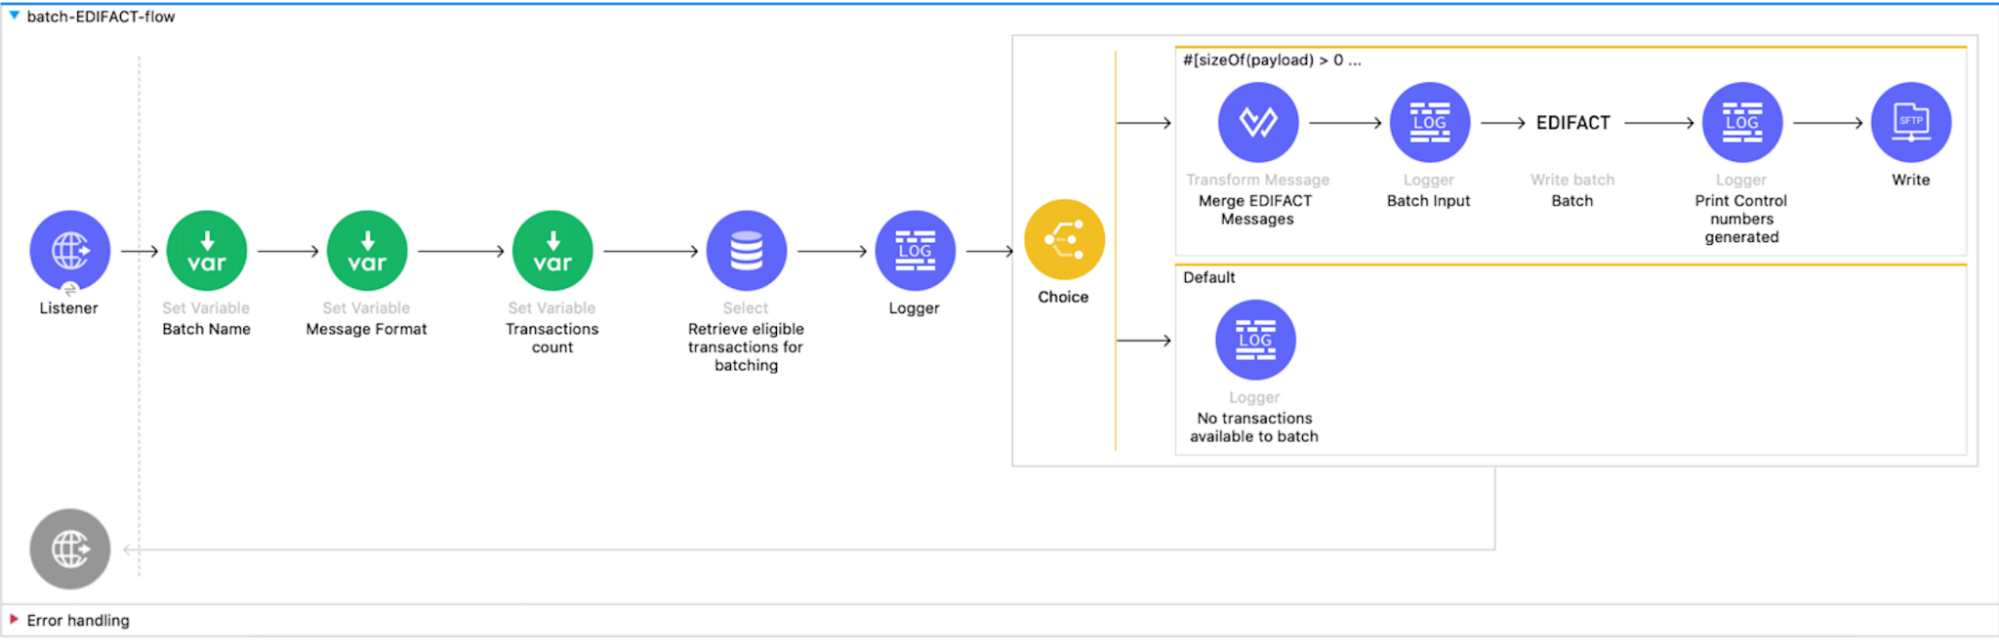 batch-EDIFACT-flow
#[sizeOf(payload) > 0 ...
LOG
EDIFACT
LOG
SFTP
Transform Message
Merge EDIFACT
Messages
Logger
Batch Input
Write batch
Batch
Logger
Print Control
numbers
generated
Write
var
var
var
LOG
Listener
Set Variable
Batch Name
Set Variable
Message Format
Set Variable
Transactions
count
Select
Retrieve eligible
transactions for
batching
Logger
Choice
Default
LOG
Logger
No transactions
available to batch
Error handling